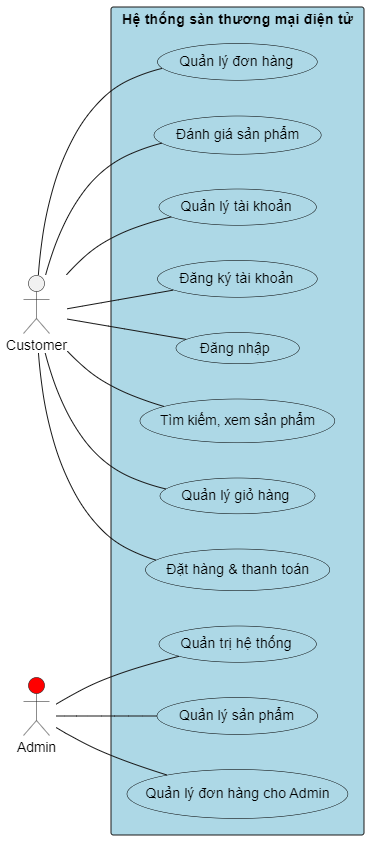 Hệ thống sàn thương mại điện tử
Quản lý đơn hàng
Đánh giá sản phẩm
Quản lý tài khoản
Đăng ký tài khoản
Customer
Đăng nhập
Tìm kiếm, xem sản phẩm
Quản lý giỏ hàng
Đặt hàng & thanh toán
Quản trị hệ thống
Quản lý sản phẩm
Admin
Quản lý đơn hàng cho Admin